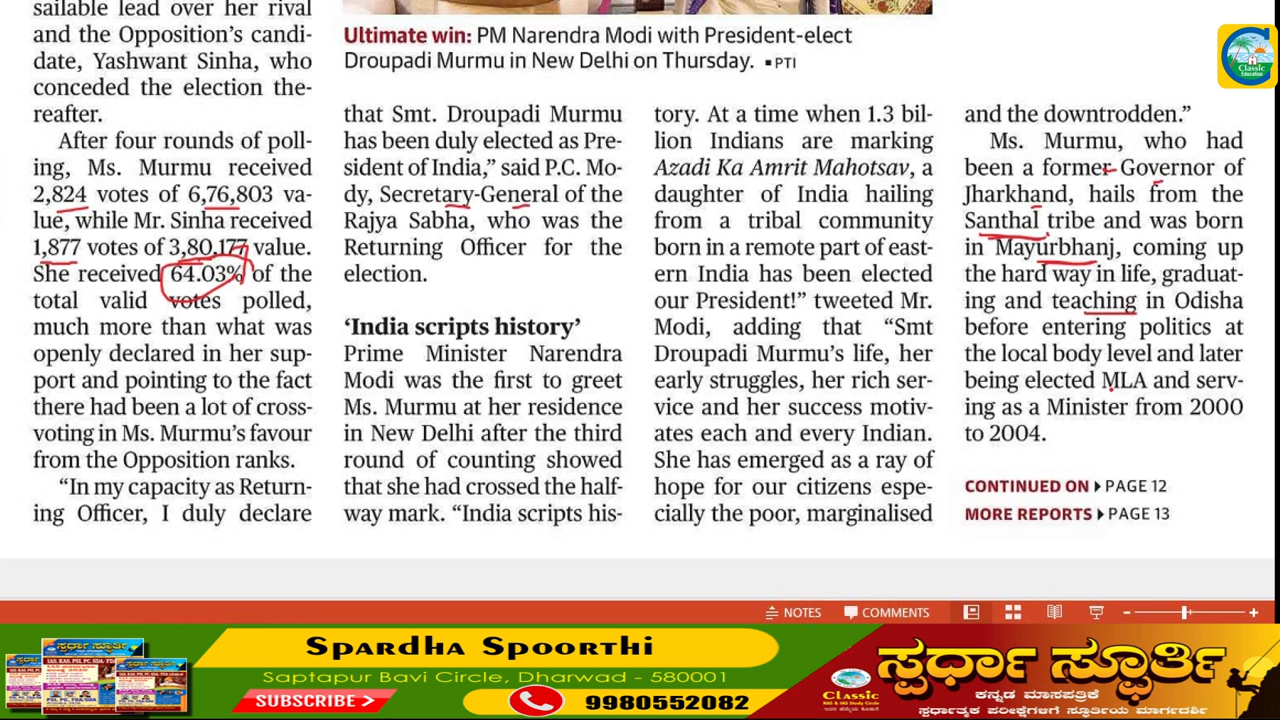 sailable lead over her rival
and the Opposition's candi-
date, Yashwant Sinha, who
conceded the election the-
reafter.
After four rounds of poll-
ing, Ms. Murmu received
2,824 votes of 6,76,803 va-
lue, while Mr. Sinha received
1,877 votes of 3,80,177 value.
She received 64.03% of the
total valid votes polled,
much more than what was
openly declared in her sup-
port and pointing to the fact
there had been a lot of cross-
voting in Ms. Murmu's favour
from the Opposition ranks.
"In my capacity as Return-
ing Officer, I duly declare
Ultimate win: PM Narendra Modi with President-elect
Droupadi Murmu in New Delhi on Thursday. ▪PTI
that Smt. Droupadi Murmu
has been duly elected as Pre-
sident of India," said P.C. Mo-
dy, Secretary-General of the
Rajya Sabha, who was the
Returning Officer for the
election.
'India scripts history'
Prime Minister Narendra
Modi was the first to greet
Ms. Murmu at her residence
in New Delhi after the third
round of counting showed
that she had crossed the half-
way mark. "India scripts his-
tory. At a time when 1.3 bil-
lion Indians are marking
Azadi Ka Amrit Mahotsav, a
daughter of India hailing
from a tribal community
born in a remote part of east-
ern India has been elected
our President!" tweeted Mr.
Modi, adding that "Smt
Droupadi Murmu's life, her
early struggles, her rich ser-
vice and her success motiv-
ates each and every Indian.
She has emerged as a ray of
hope for our citizens espe-
cially the poor, marginalised
and the downtrodden."
Ms. Murmu, who had
been a former Governor of
Jharkhand, hails from the
Santhal tribe and was born
in Mayurbhanj, coming up
the hard way in life, graduat-
ing and teaching in Odisha
before entering politics at
the local body level and later
being elected MLA and serv-
ing as a Minister from 2000
to 2004.
CONTINUED ON ▸ PAGE 12
MORE REPORTS ▸ PAGE 13
Classic
Education
NOTES COMMENTS
Spardha Spoorthi
Saptapur Bavi Circle, Dharwad - 580001
SUBSCRIBE >
9980552082
Classic
KAS & IAS Study Circle
ಸ್ಪರ್ಧಾ ಸ್ಫೂರ್ತಿ
ಕನ್ನಡ ಮಾಸಪತ್ರಿಕೆ
ಸ್ಪರ್ಧಾತ್ಮಕ ಪರೀಕ್ಷೆಗಳಿಗೆ ಸ್ಫೂರ್ತಿಯ ಮಾರ್ಗದರ್ಶಿ